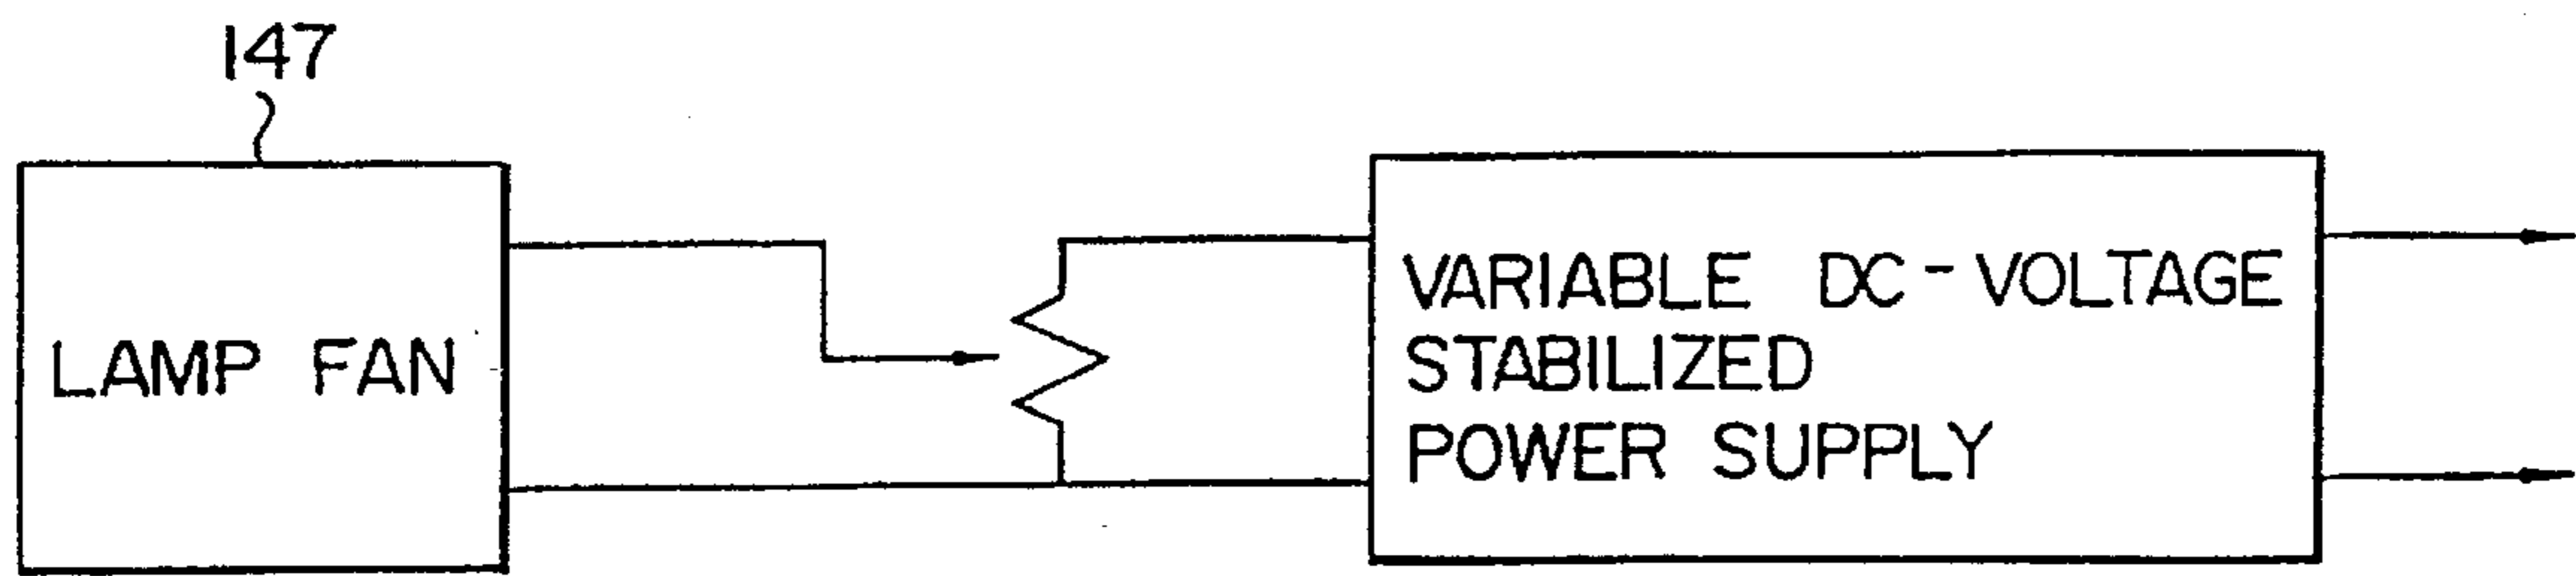 147
LAMP FAN
VARIABLE DC-VOLTAGE
STABILIZED
POWER SUPPLY